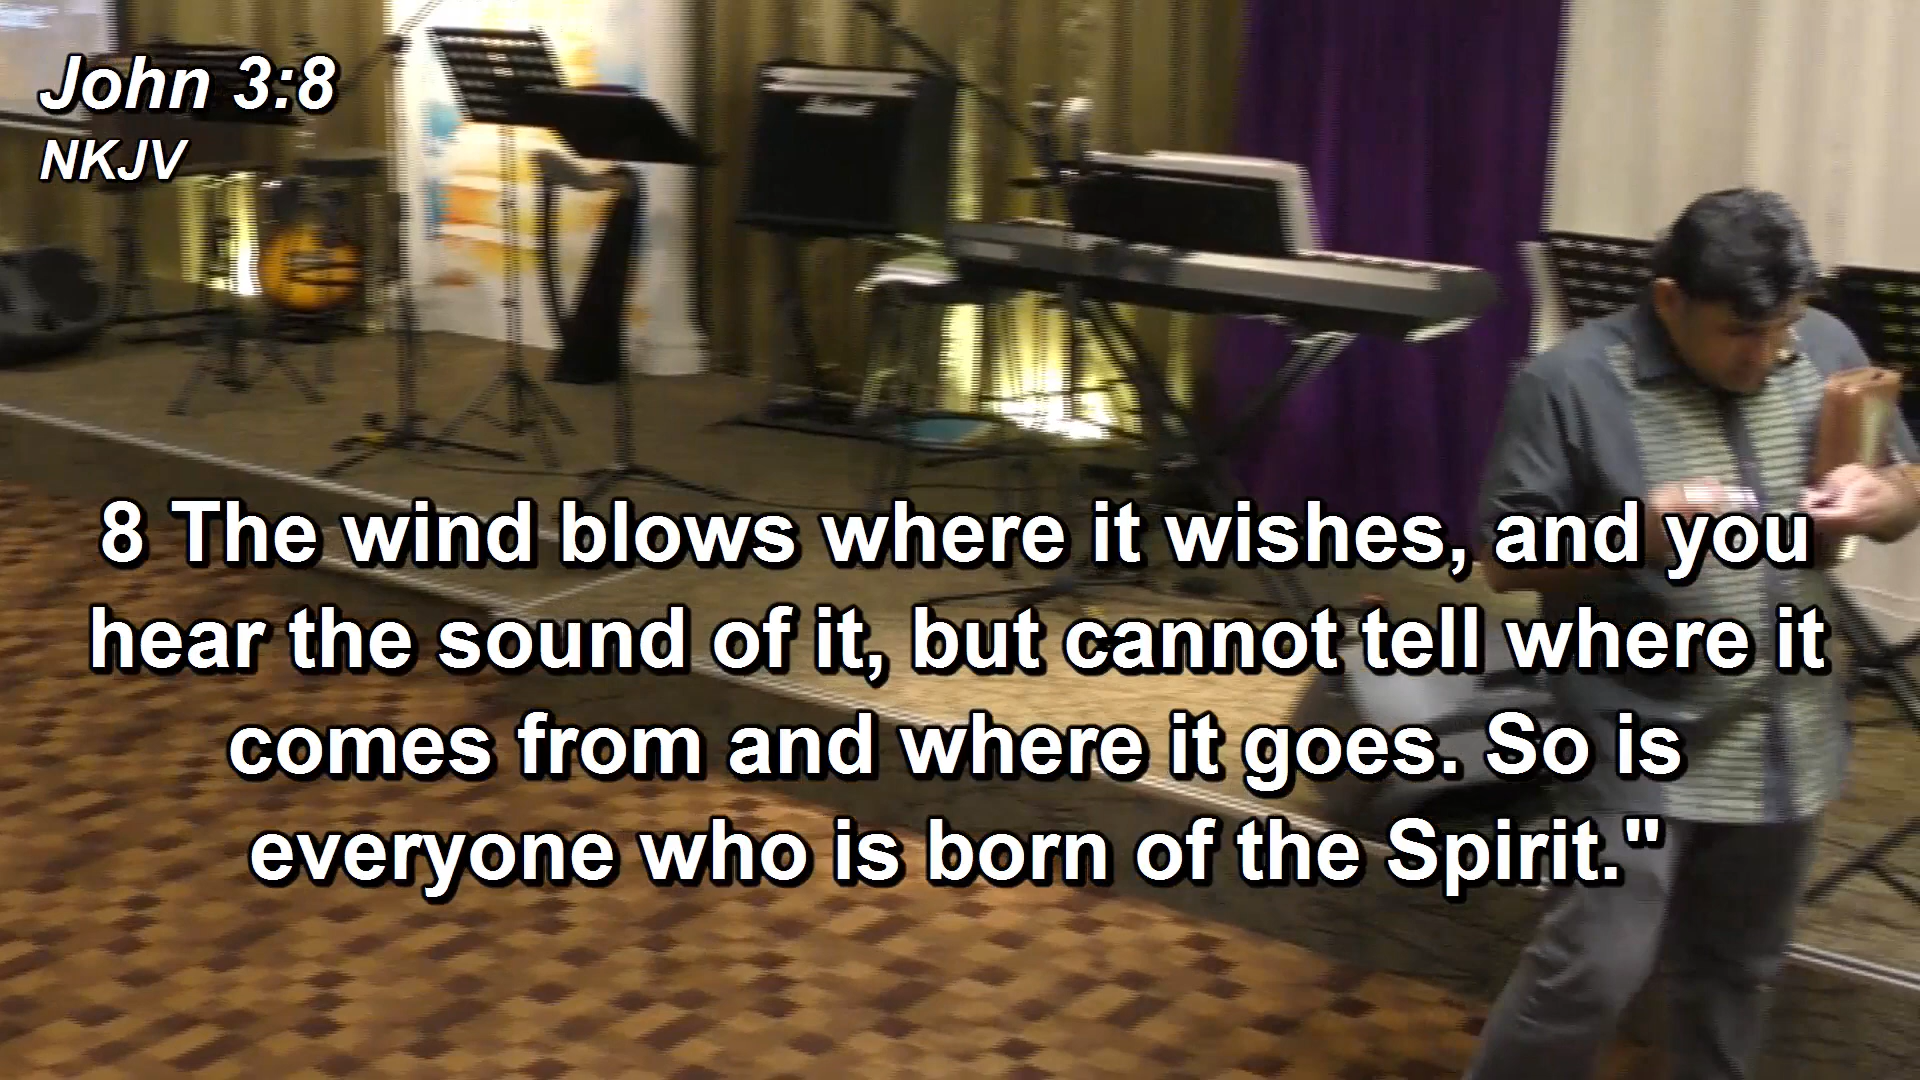 John 3:8
NKJV
Marshall
8 The wind blows where it wishes, and you
hear the sound of it, but cannot tell where it
comes from and where it goes. So is
everyone who is born of the Spirit."